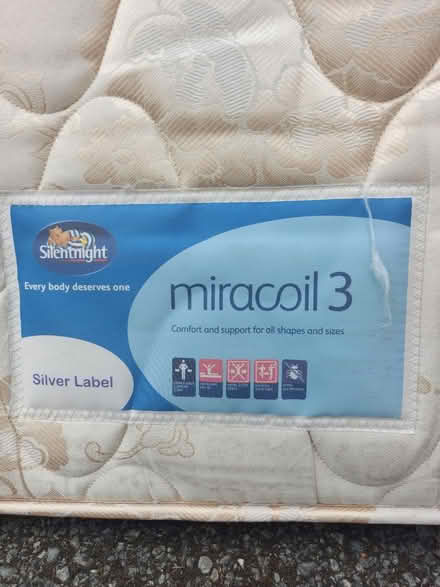 Silentnight
Every body deserves one
miracoil 3
Comfort and support for all shapes and sizes
Silver Label